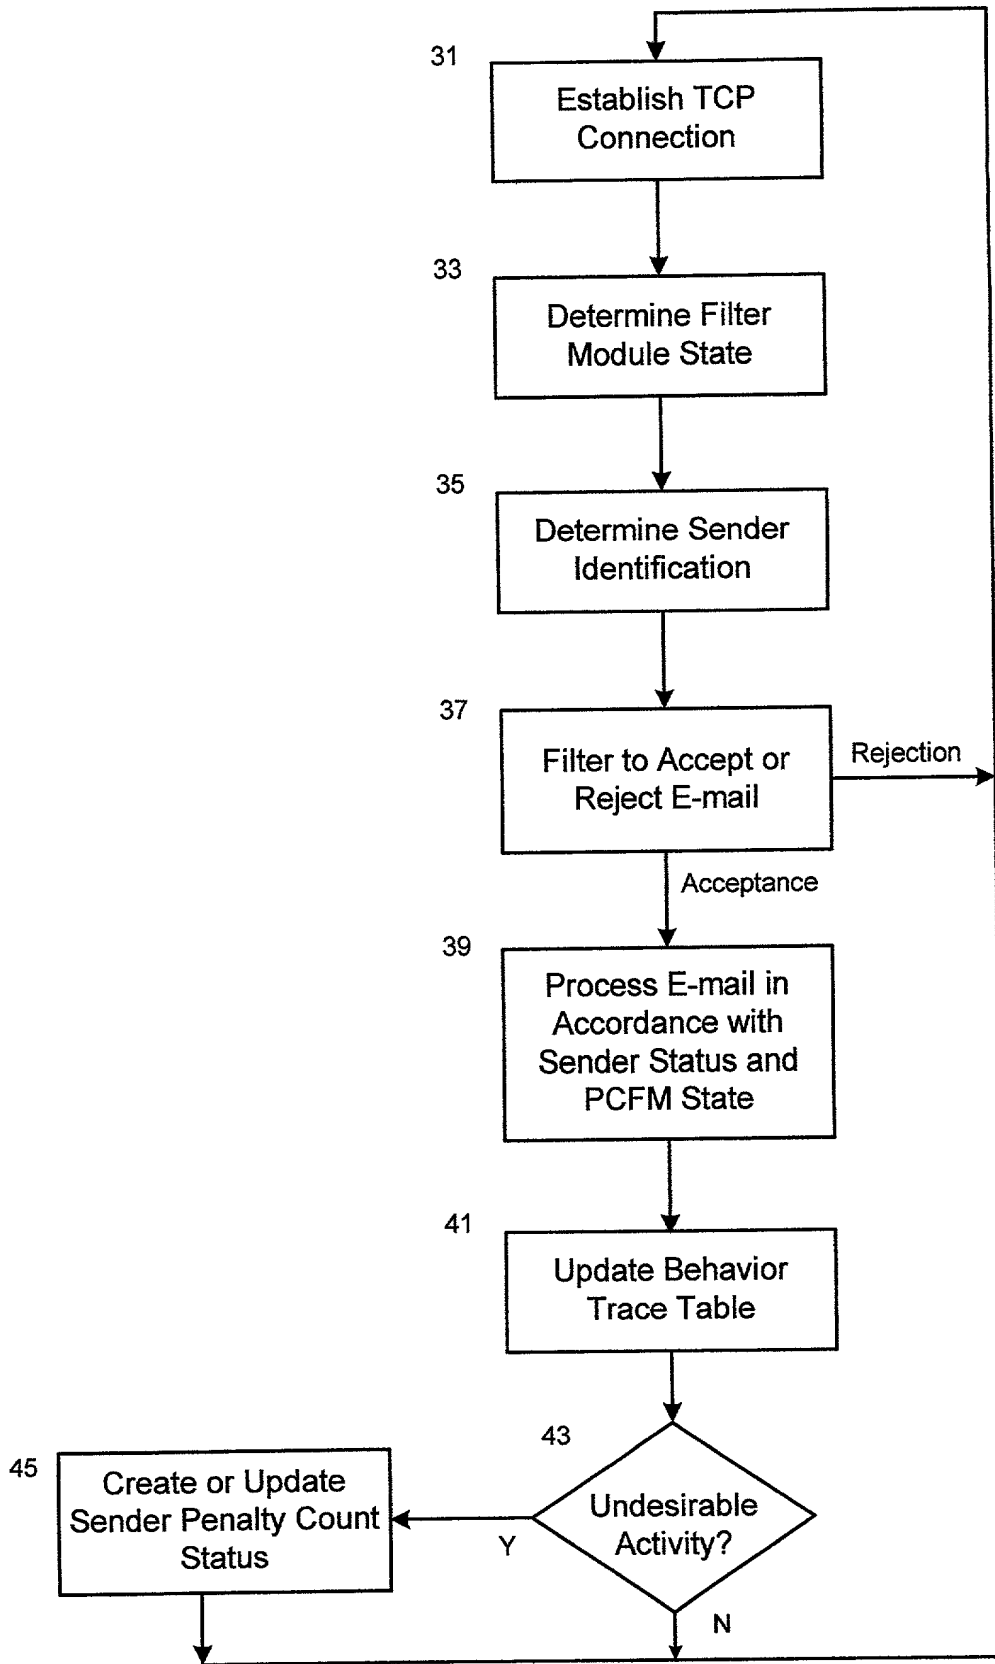 31
Establish TCP
Connection
33
Determine Filter
Module State
35
Determine Sender
Identification
37
Filter to Accept or
Reject E-mail
Rejection
Acceptance
39
Process E-mail in
Accordance with
Sender Status and
PCFM State
41
Update Behavior
Trace Table
43
Undesirable
Activity?
Y
N
45
Create or Update
Sender Penalty Count
Status